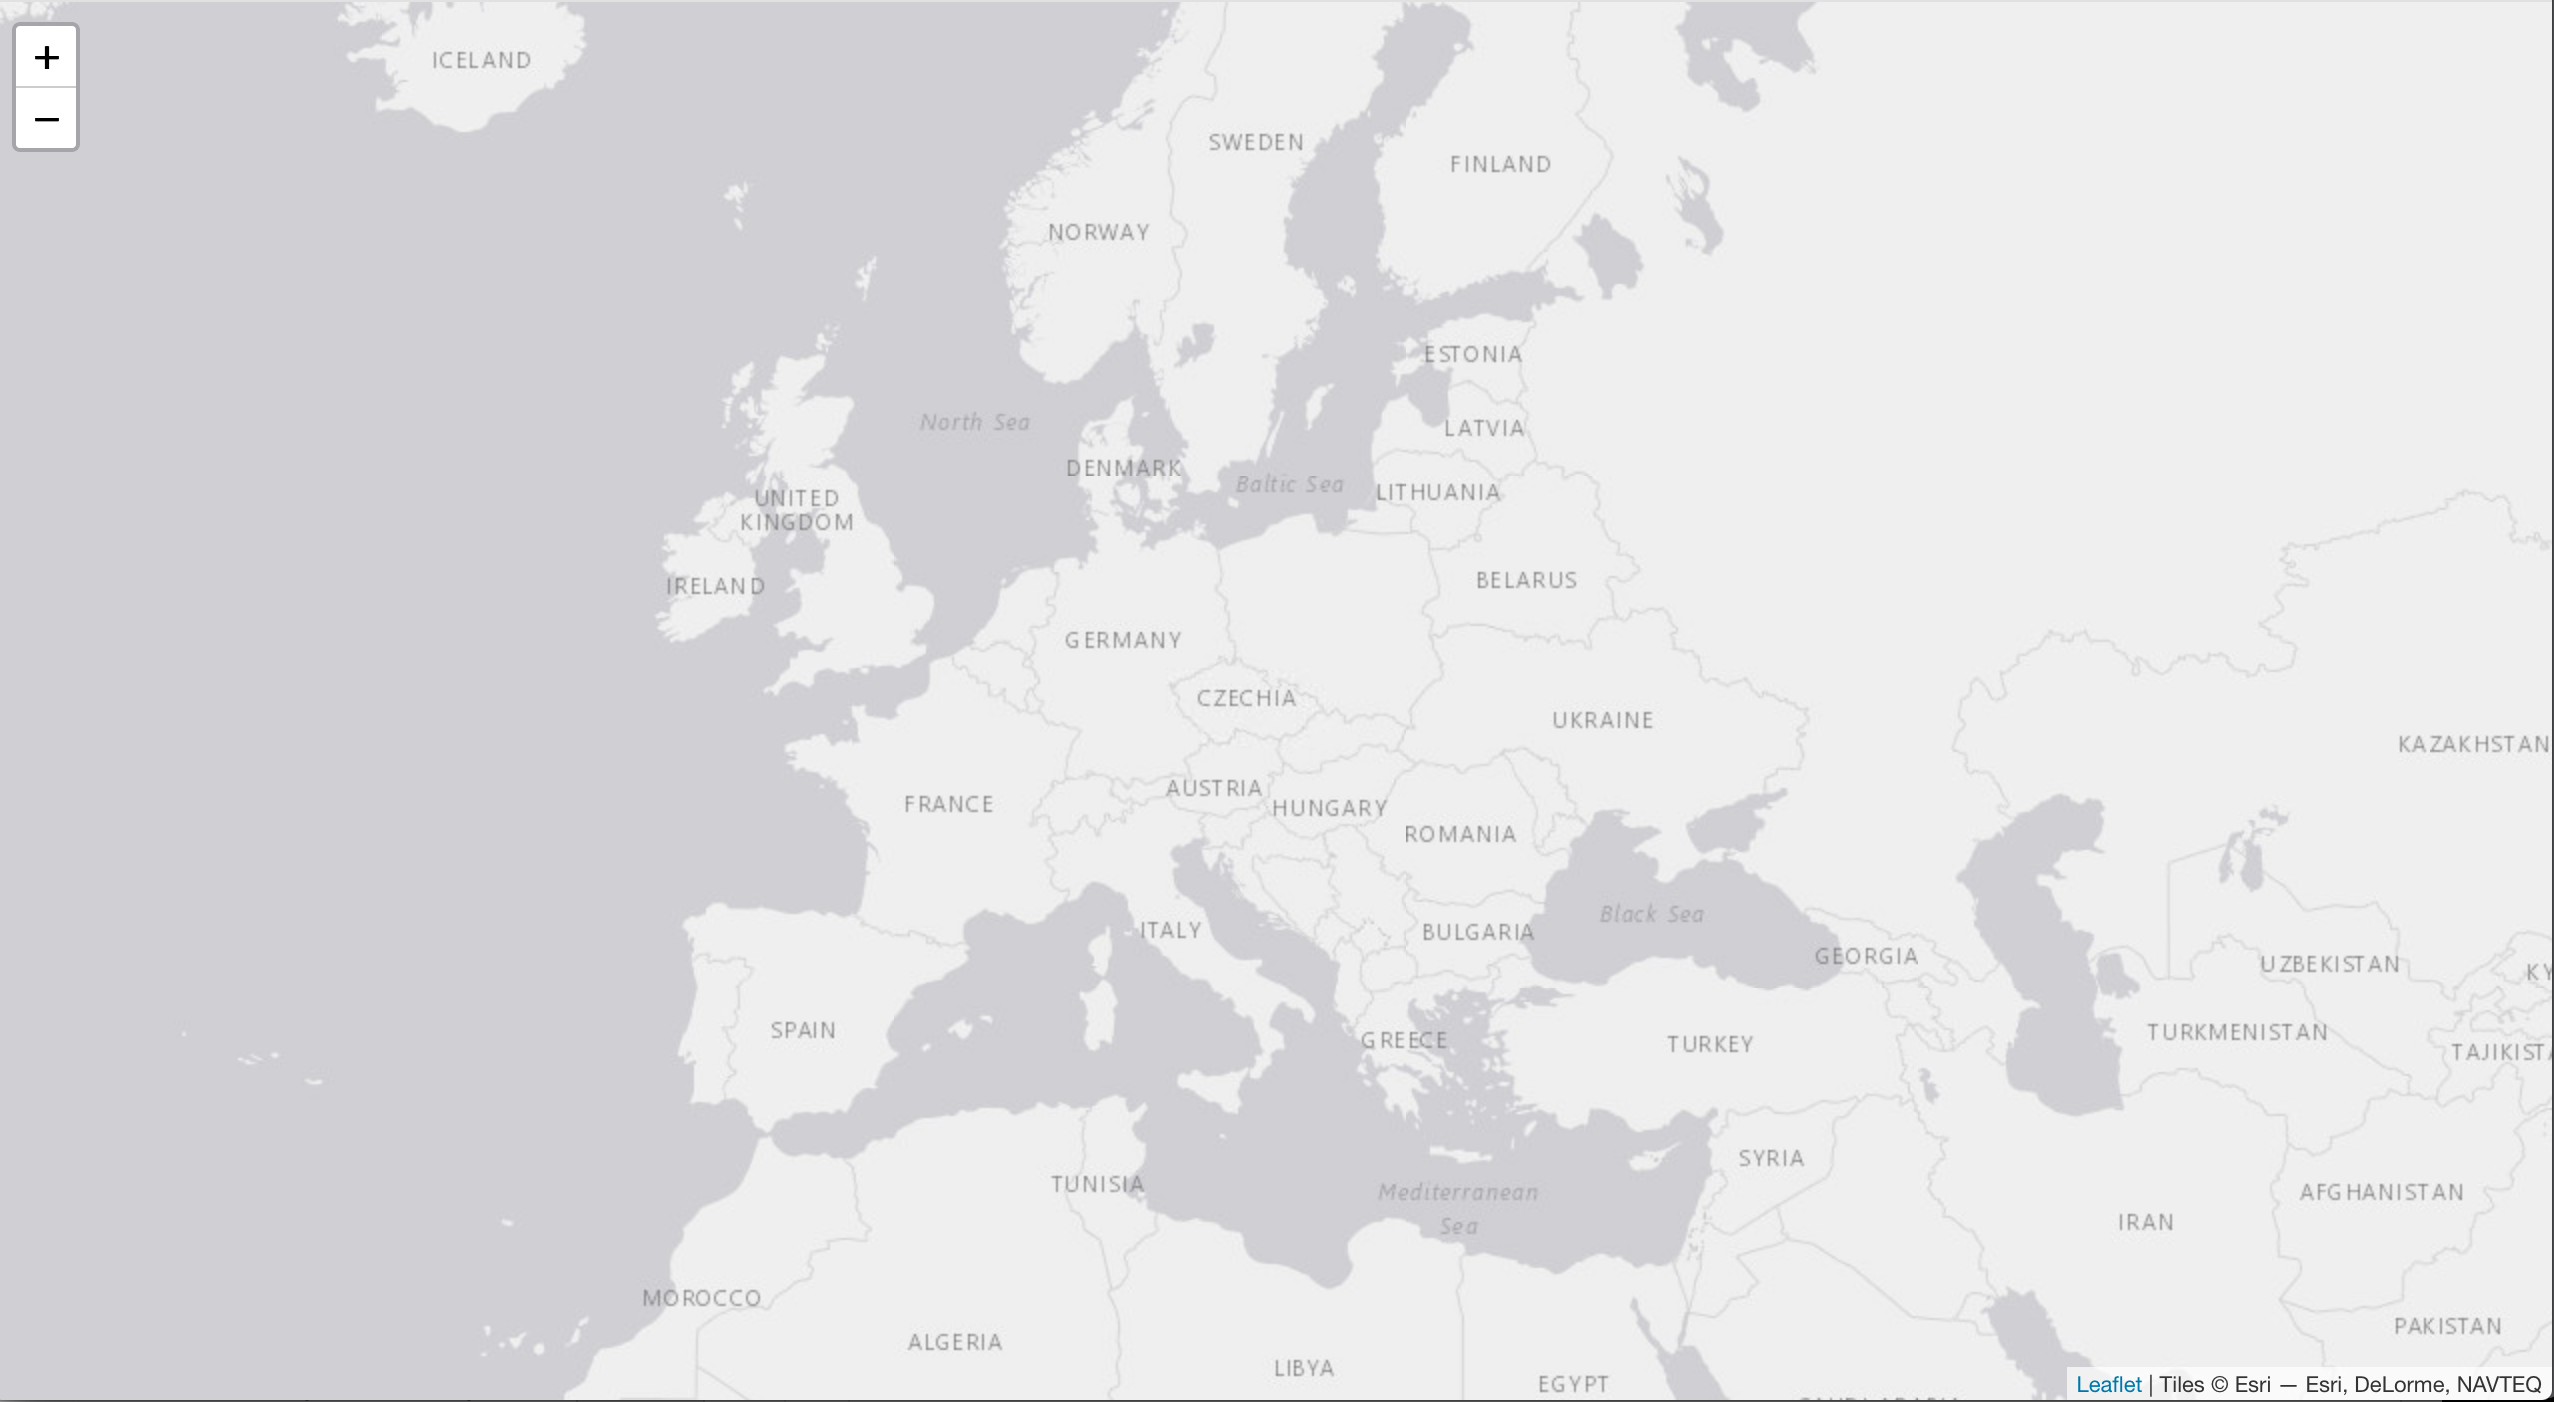 +
−
ICELAND
SWEDEN
FINLAND
NORWAY
ESTONIA
North Sea
LATVIA
DENMARK
Baltic Sea
LITHUANIA
UNITED
KINGDOM
IRELAND
BELARUS
GERMANY
CZECHIA
UKRAINE
KAZAKHSTAN
AUSTRIA
FRANCE
HUNGARY
ROMANIA
Black Sea
ITALY
BULGARIA
GEORGIA
UZBEKISTAN
KY
SPAIN
TURKMENISTAN
GREECE
TURKEY
TAJIKISTA
SYRIA
TUNISIA
Mediterranean
Sea
AFGHANISTAN
IRAN
MOROCCO
PAKISTAN
ALGERIA
LIBYA
EGYPT
Leaflet | Tiles © Esri — Esri, DeLorme, NAVTEQ